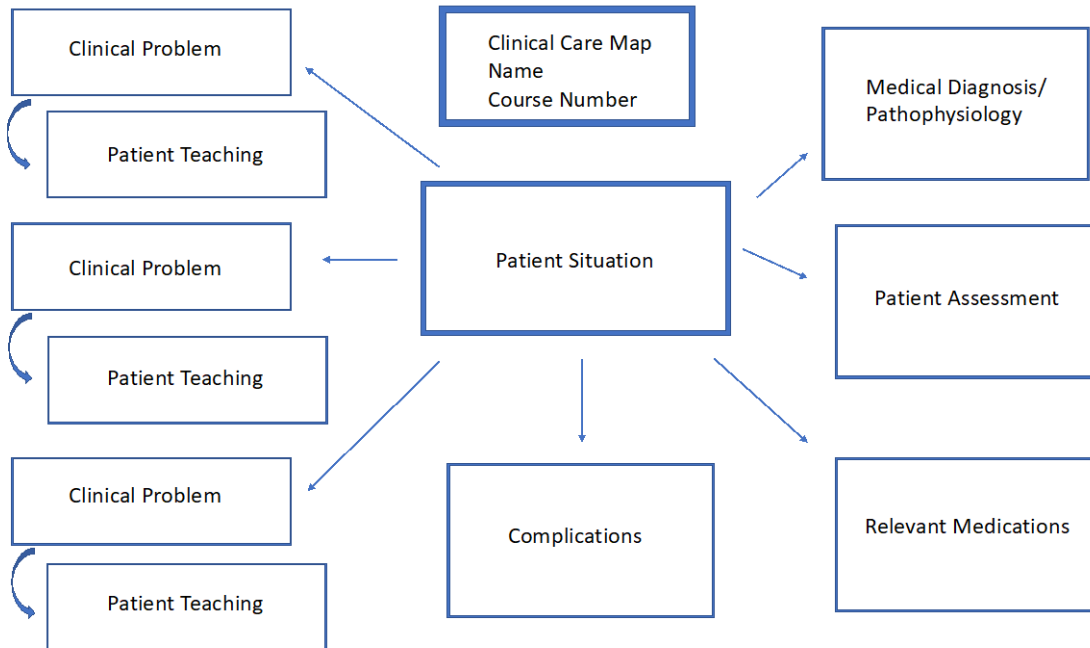 Clinical Problem
Patient Teaching
Clinical Care Map
Name
Course Number
Medical Diagnosis/
Pathophysiology
Clinical Problem
Patient Teaching
Patient Situation
Patient Assessment
Clinical Problem
Patient Teaching
Complications
Relevant Medications